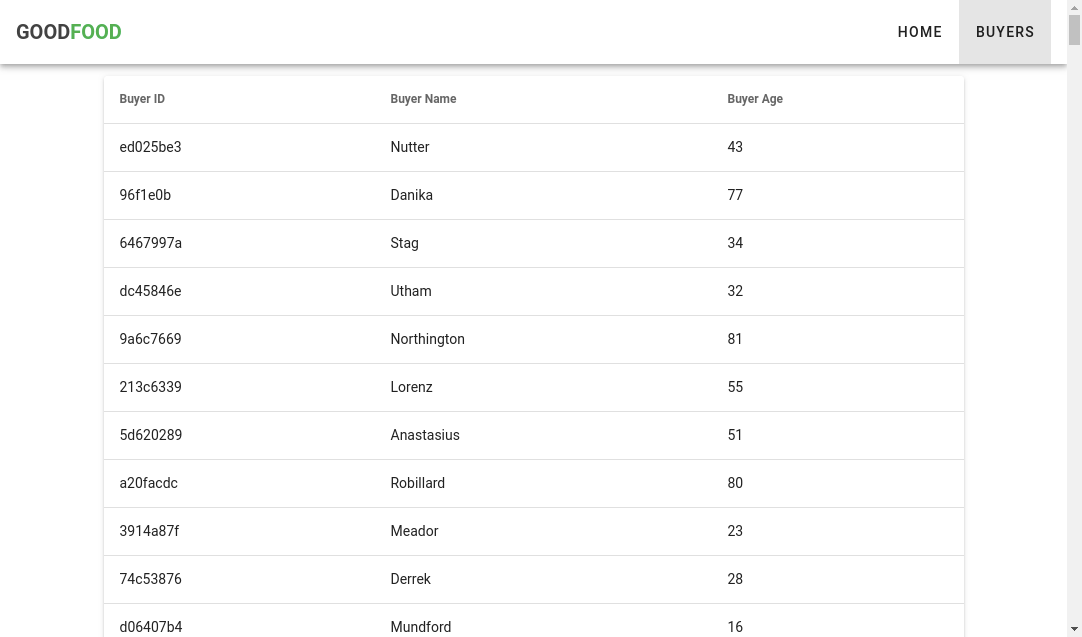 GOODFOOD HOME BUYERS
Buyer ID Buyer Name Buyer Age
ed025be3 Nutter 43
96f1e0b Danika 77
6467997a Stag 34
dc45846e Utham 32
9a6c7669 Northington 81
213c6339 Lorenz 55
5d620289 Anastasius 51
a20facdc Robillard 80
3914a87f Meador 23
74c53876 Derrek 28
d06407b4 Mundford 16